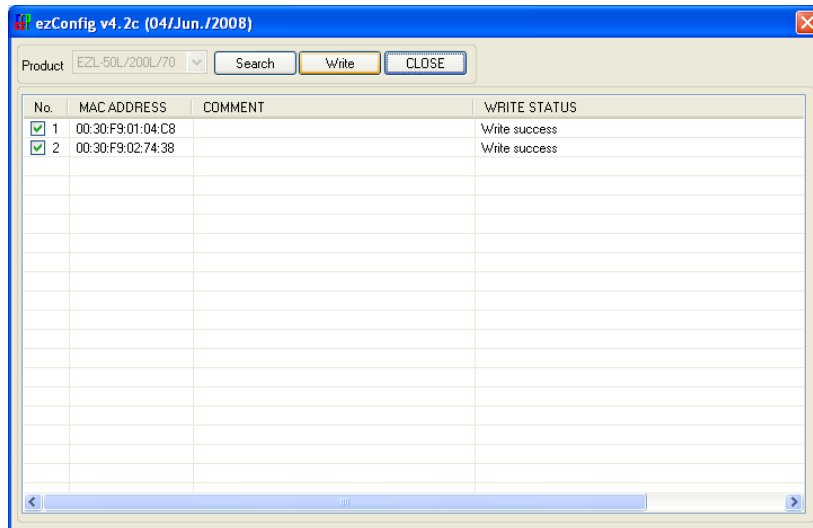 ezConfig v4.2c (04/Jun./2008)
Product EZL-50L/200L/70 Search Write CLOSE
No. MAC ADDRESS COMMENT WRITE STATUS
1 00:30:F9:01:04:C8 Write success
2 00:30:F9:02:74:38 Write success